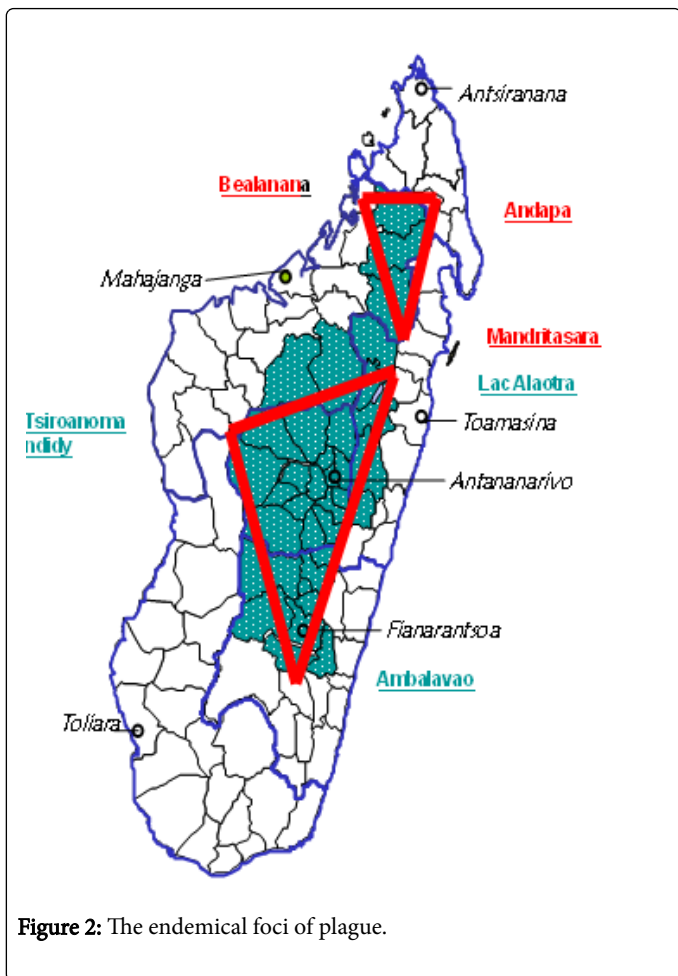 Antsiranana
Bealanana
Andapa
Mahajanga
Mandritasara
Lac Alaotra
Tsiroanoma
ndidy
Toamasina
Antananarivo
Fianarantsoa
Ambalavao
Toliara
Figure 2: The endemical foci of plague.